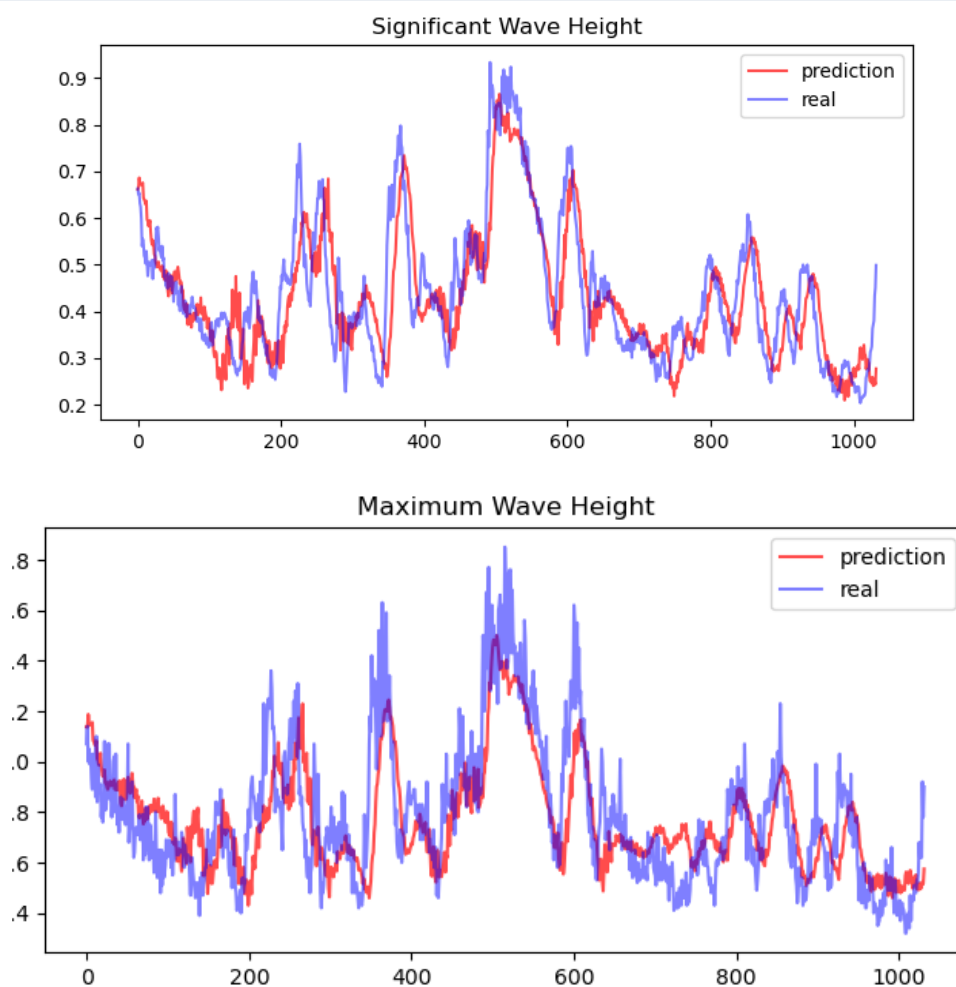 Significant Wave Height
prediction
real
0.9
0.8
0.7
0.6
0.5
0.4
0.3
0.2
0 200 400 600 800 1000
Maximum Wave Height
prediction
real
.8
.6
.4
.2
.0
.8
.6
.4
0 200 400 600 800 1000